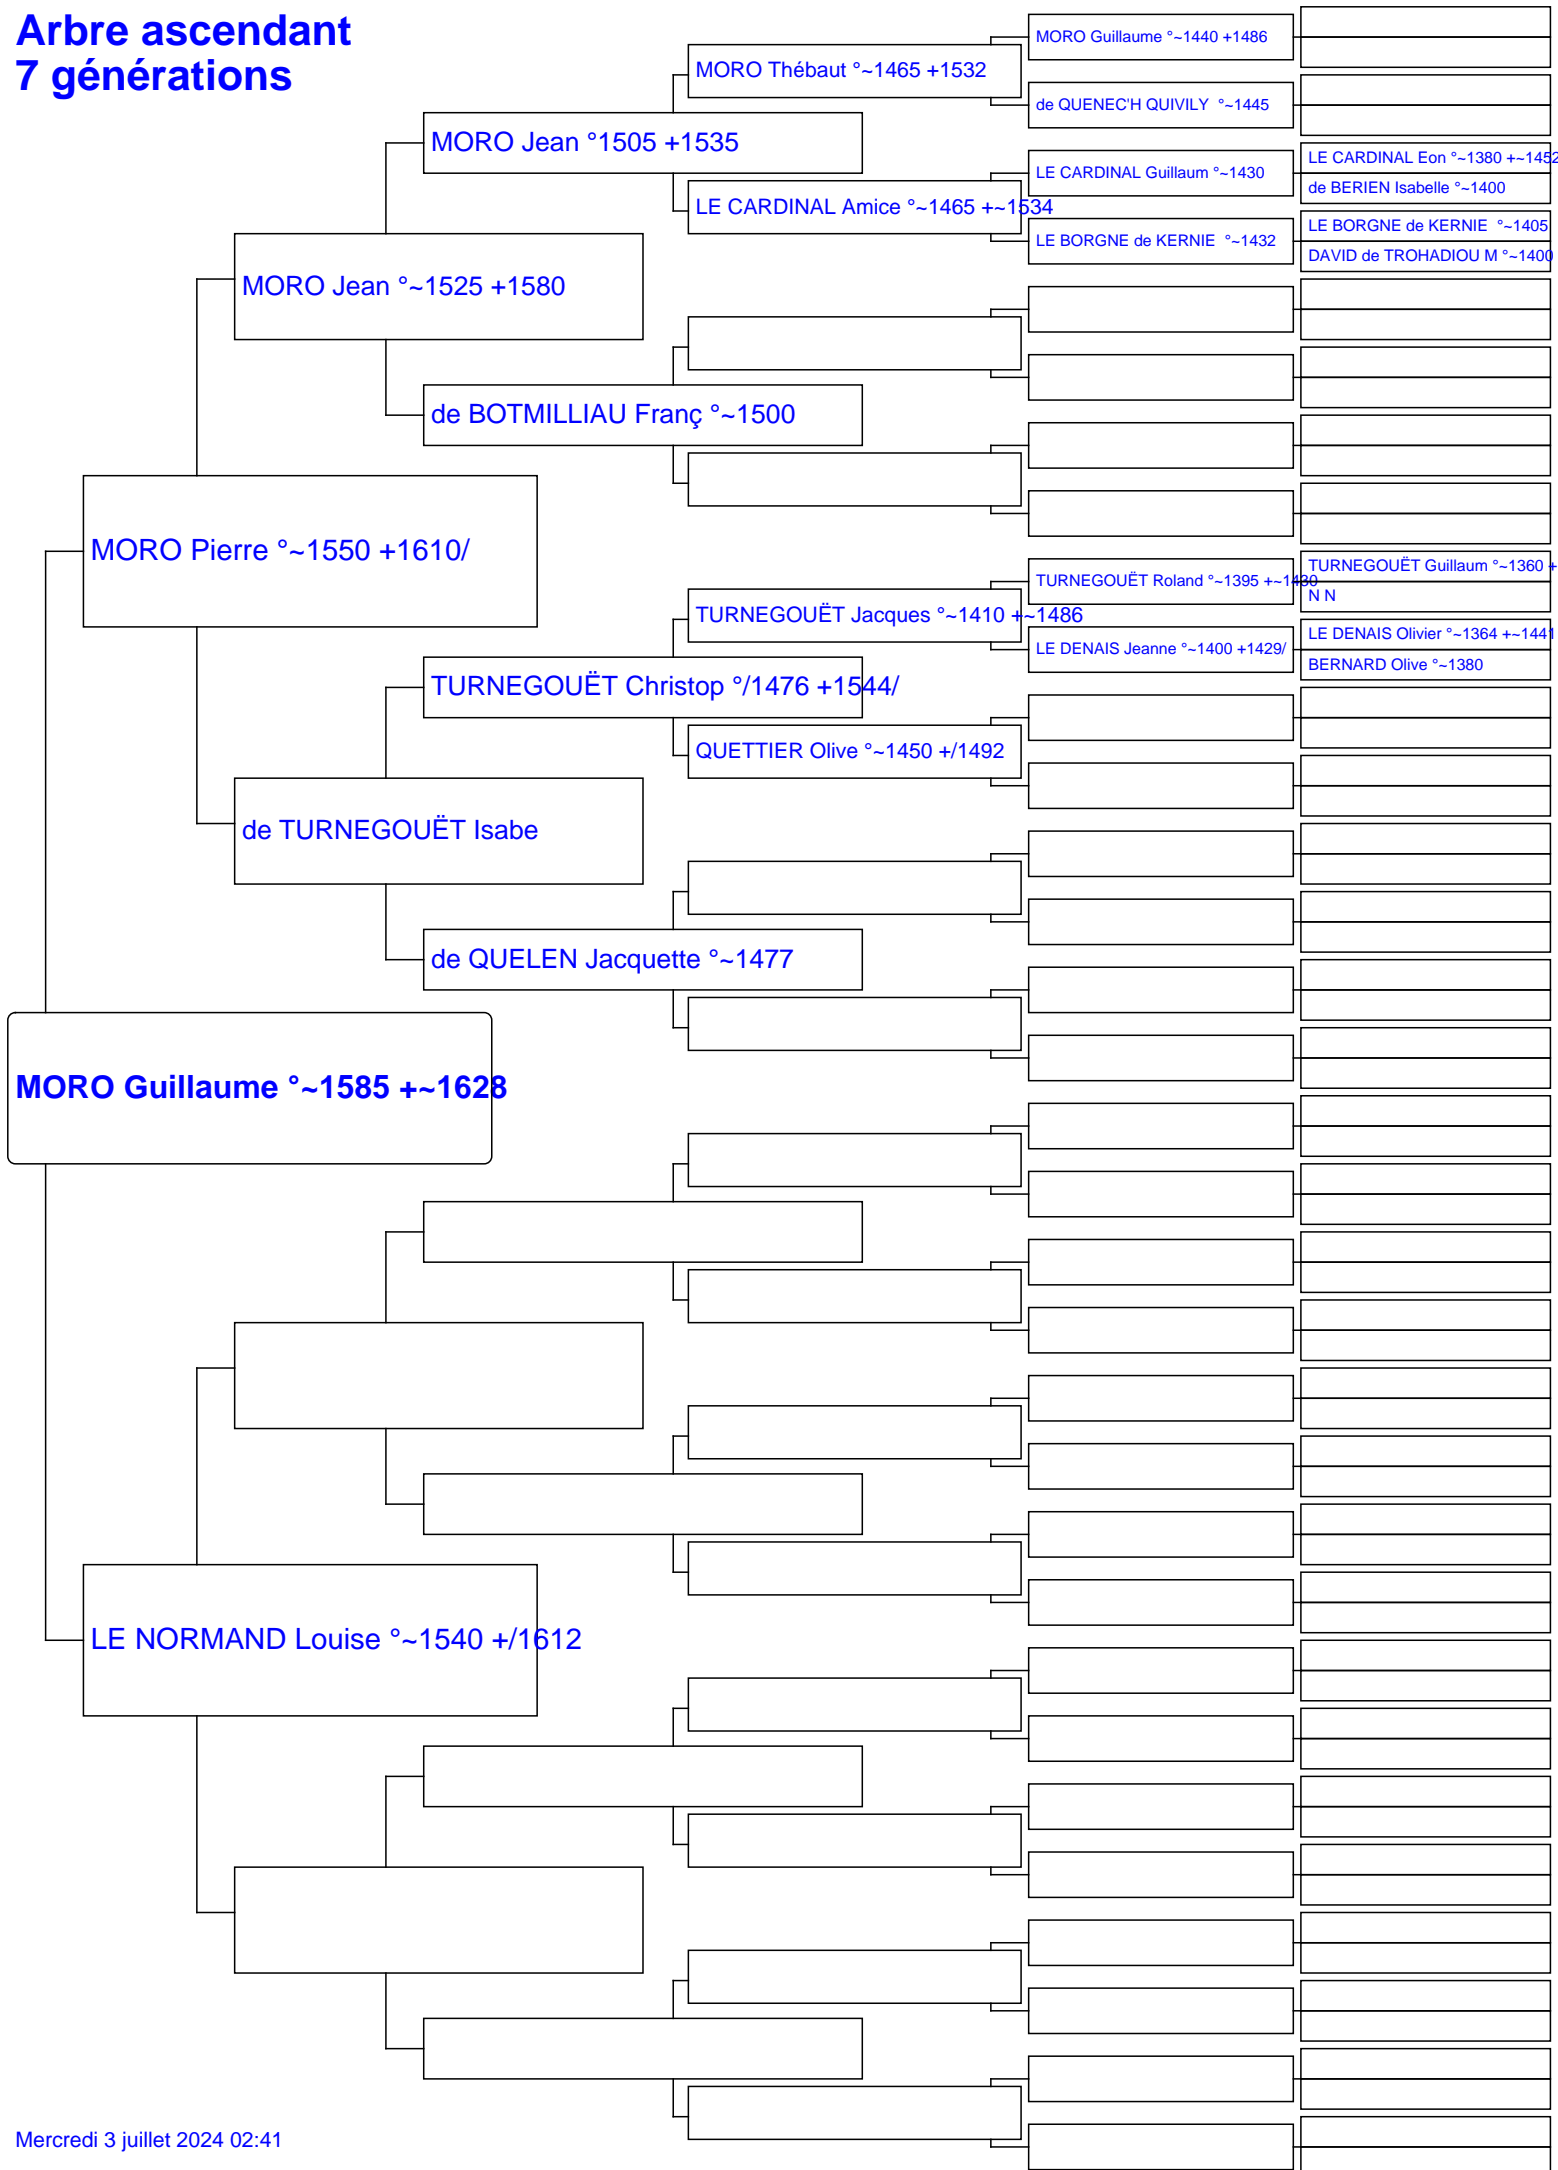 Arbre ascendant
7 générations
MORO Guillaume °~1440 +1486
MORO Thébaut °~1465 +1532
de QUENEC'H QUIVILY °~1445
MORO Jean °1505 +1535
LE CARDINAL Eon °~1380 +~1452
LE CARDINAL Guillaum °~1430
de BERIEN Isabelle °~1400
LE CARDINAL Amice °~1465 +~1534
LE BORGNE de KERNIE °~1405
LE BORGNE de KERNIE °~1432
DAVID de TROHADIOU M °~1400
MORO Jean °~1525 +1580
de BOTMILLIAU Franç °~1500
MORO Pierre °~1550 +1610/
TURNEGOUËT Guillaum °~1360 +
TURNEGOUËT Roland °~1395 +~1430
N N
TURNEGOUËT Jacques °~1410 +~1486
LE DENAIS Olivier °~1364 +~1441
LE DENAIS Jeanne °~1400 +1429/
BERNARD Olive °~1380
TURNEGOUËT Christop °/1476 +1544/
QUETTIER Olive °~1450 +/1492
de TURNEGOUËT Isabe
de QUELEN Jacquette °~1477
MORO Guillaume °~1585 +~1628
LE NORMAND Louise °~1540 +/1612
Mercredi 3 juillet 2024 02:41